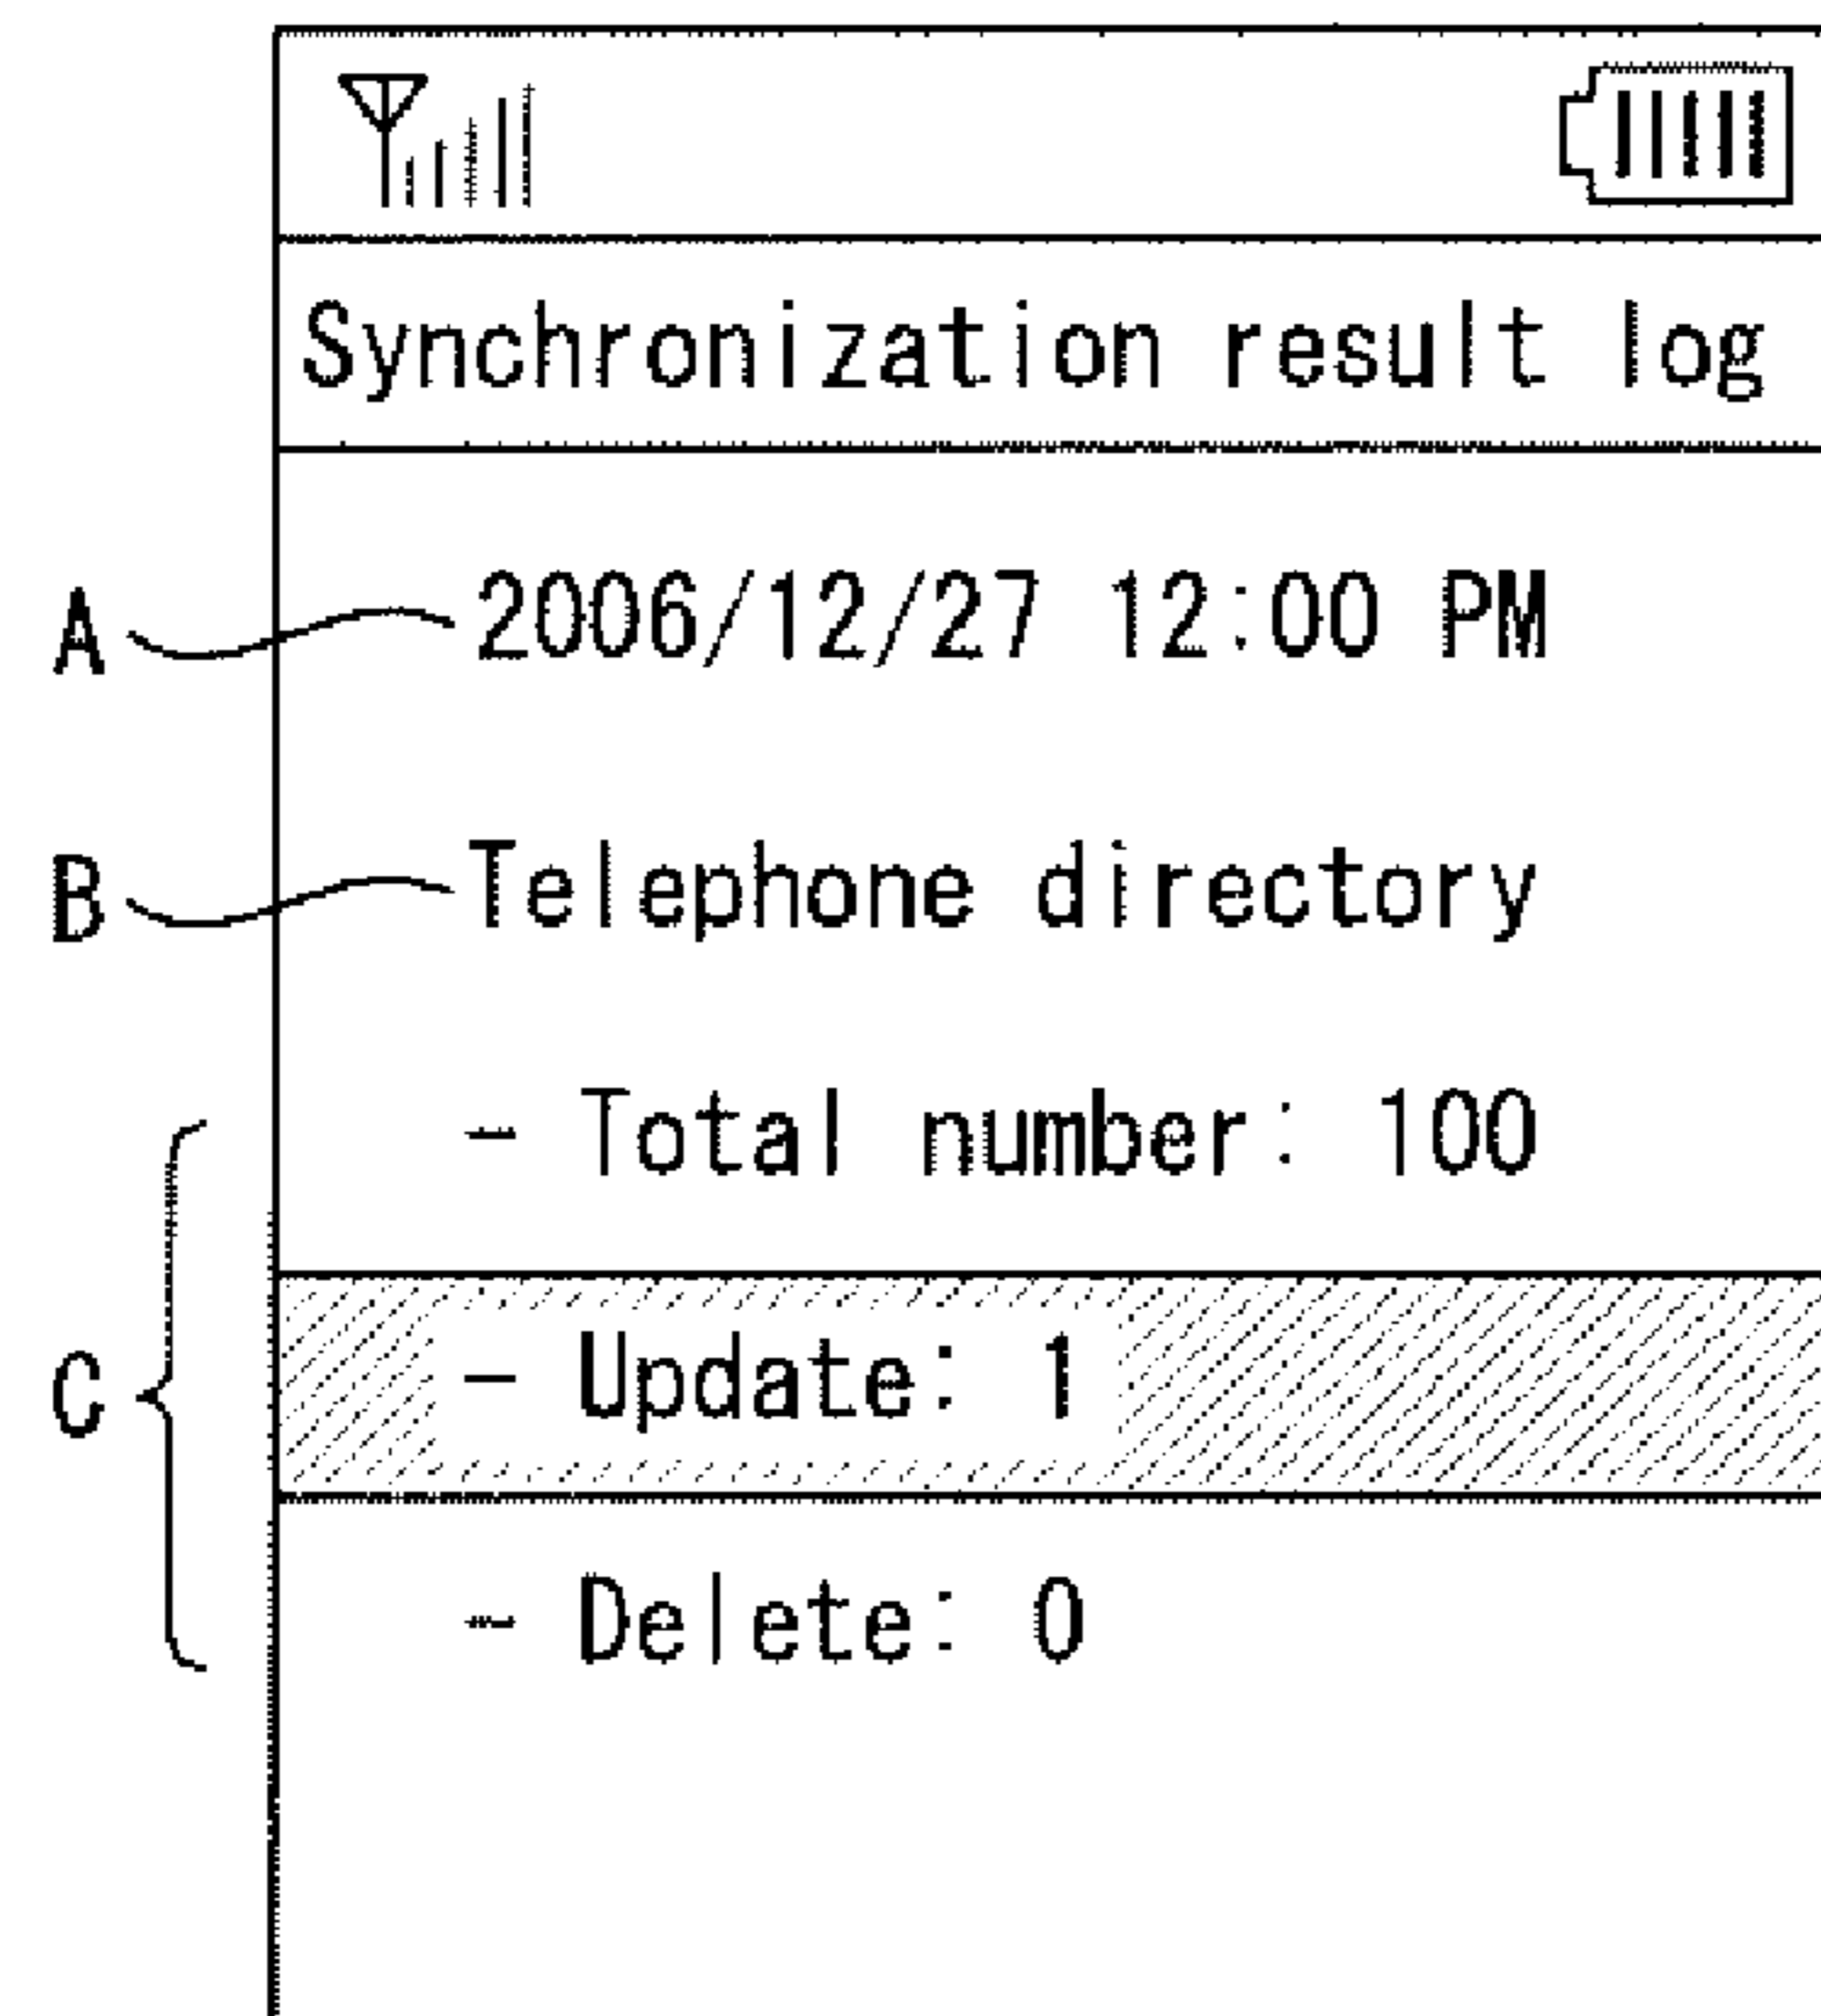 Synchronization result log
A 2006/12/27 12:00 PM
B Telephone directory
- Total number: 100
C - Update: 1
- Delete: 0